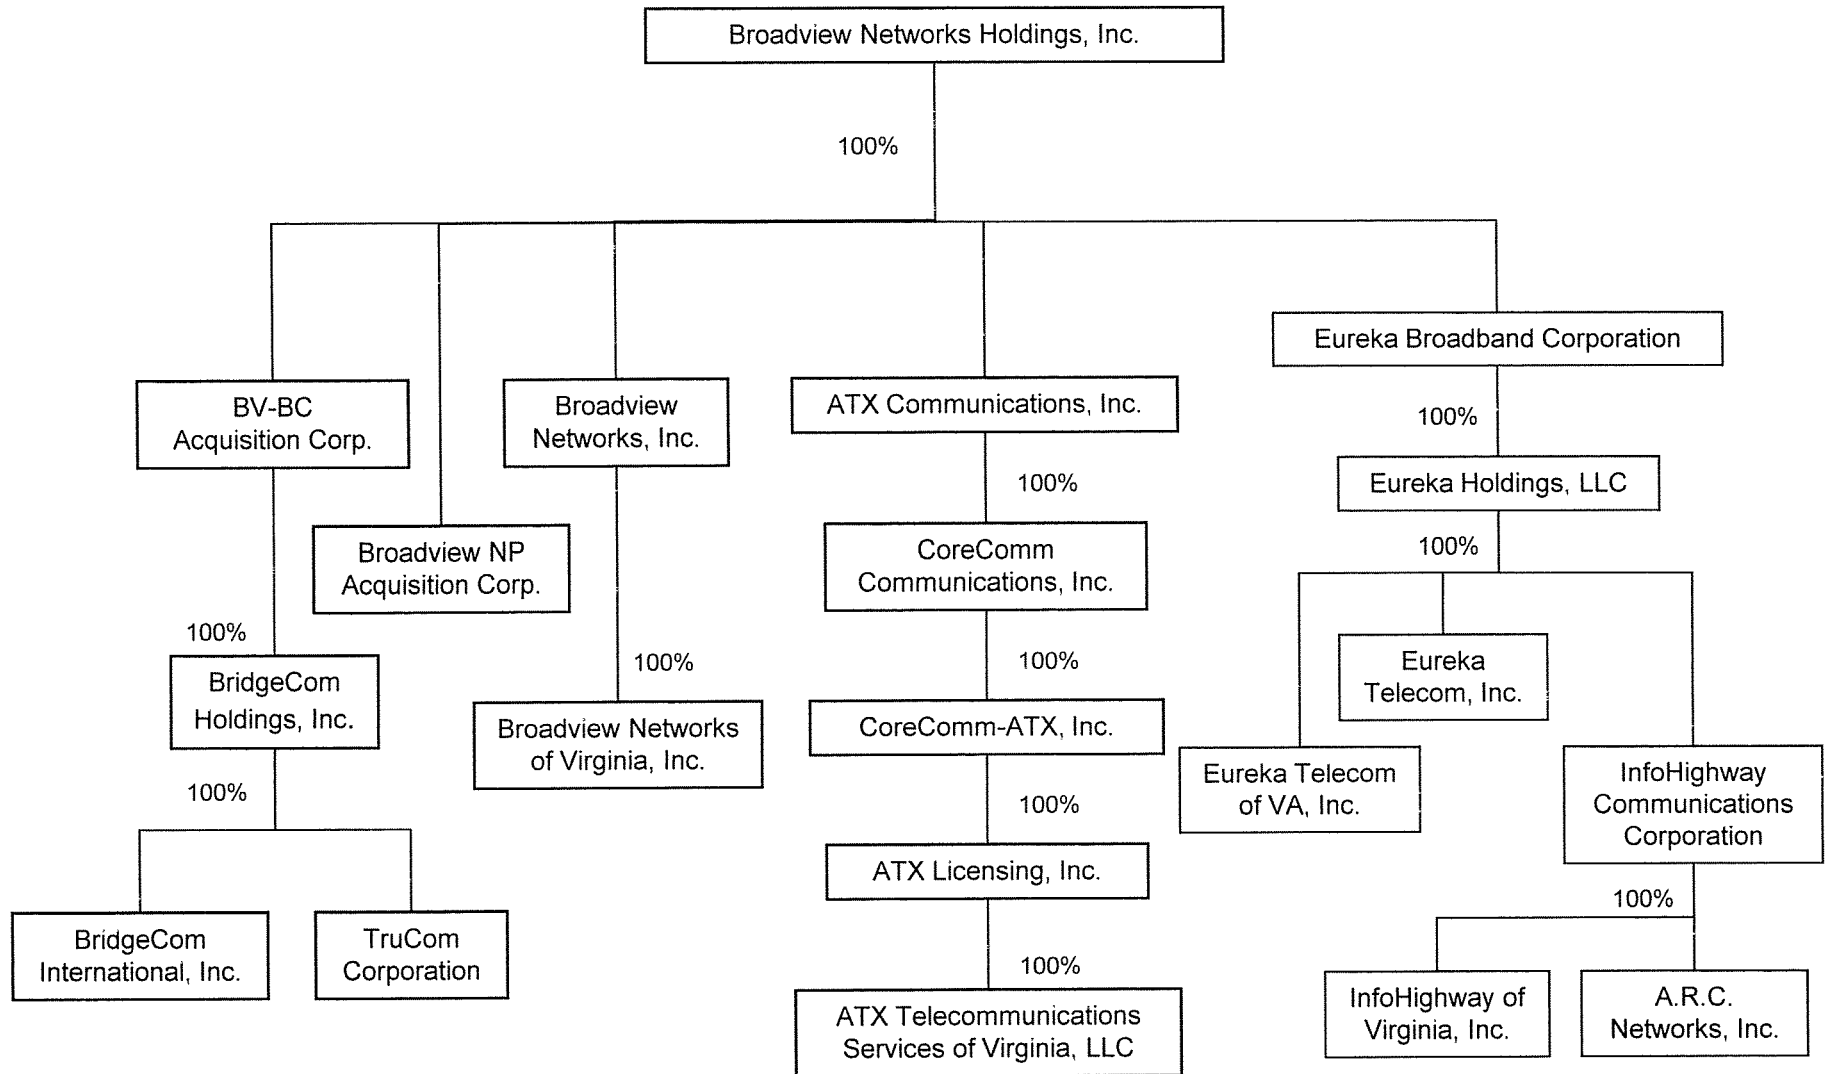 Broadview Networks Holdings, Inc.
100%
Eureka Broadband Corporation
BV-BC
Acquisition Corp.
Broadview
Networks, Inc.
ATX Communications, Inc.
100%
Eureka Holdings, LLC
100%
100%
Broadview NP
Acquisition Corp.
CoreComm
Communications, Inc.
100%
BridgeCom
Holdings, Inc.
100%
100%
Eureka
Telecom, Inc.
Broadview Networks
of Virginia, Inc.
CoreComm-ATX, Inc.
Eureka Telecom
of VA, Inc.
InfoHighway
Communications
Corporation
100%
100%
ATX Licensing, Inc.
100%
BridgeCom
International, Inc.
TruCom
Corporation
100%
ATX Telecommunications
Services of Virginia, LLC
InfoHighway of
Virginia, Inc.
A.R.C.
Networks, Inc.